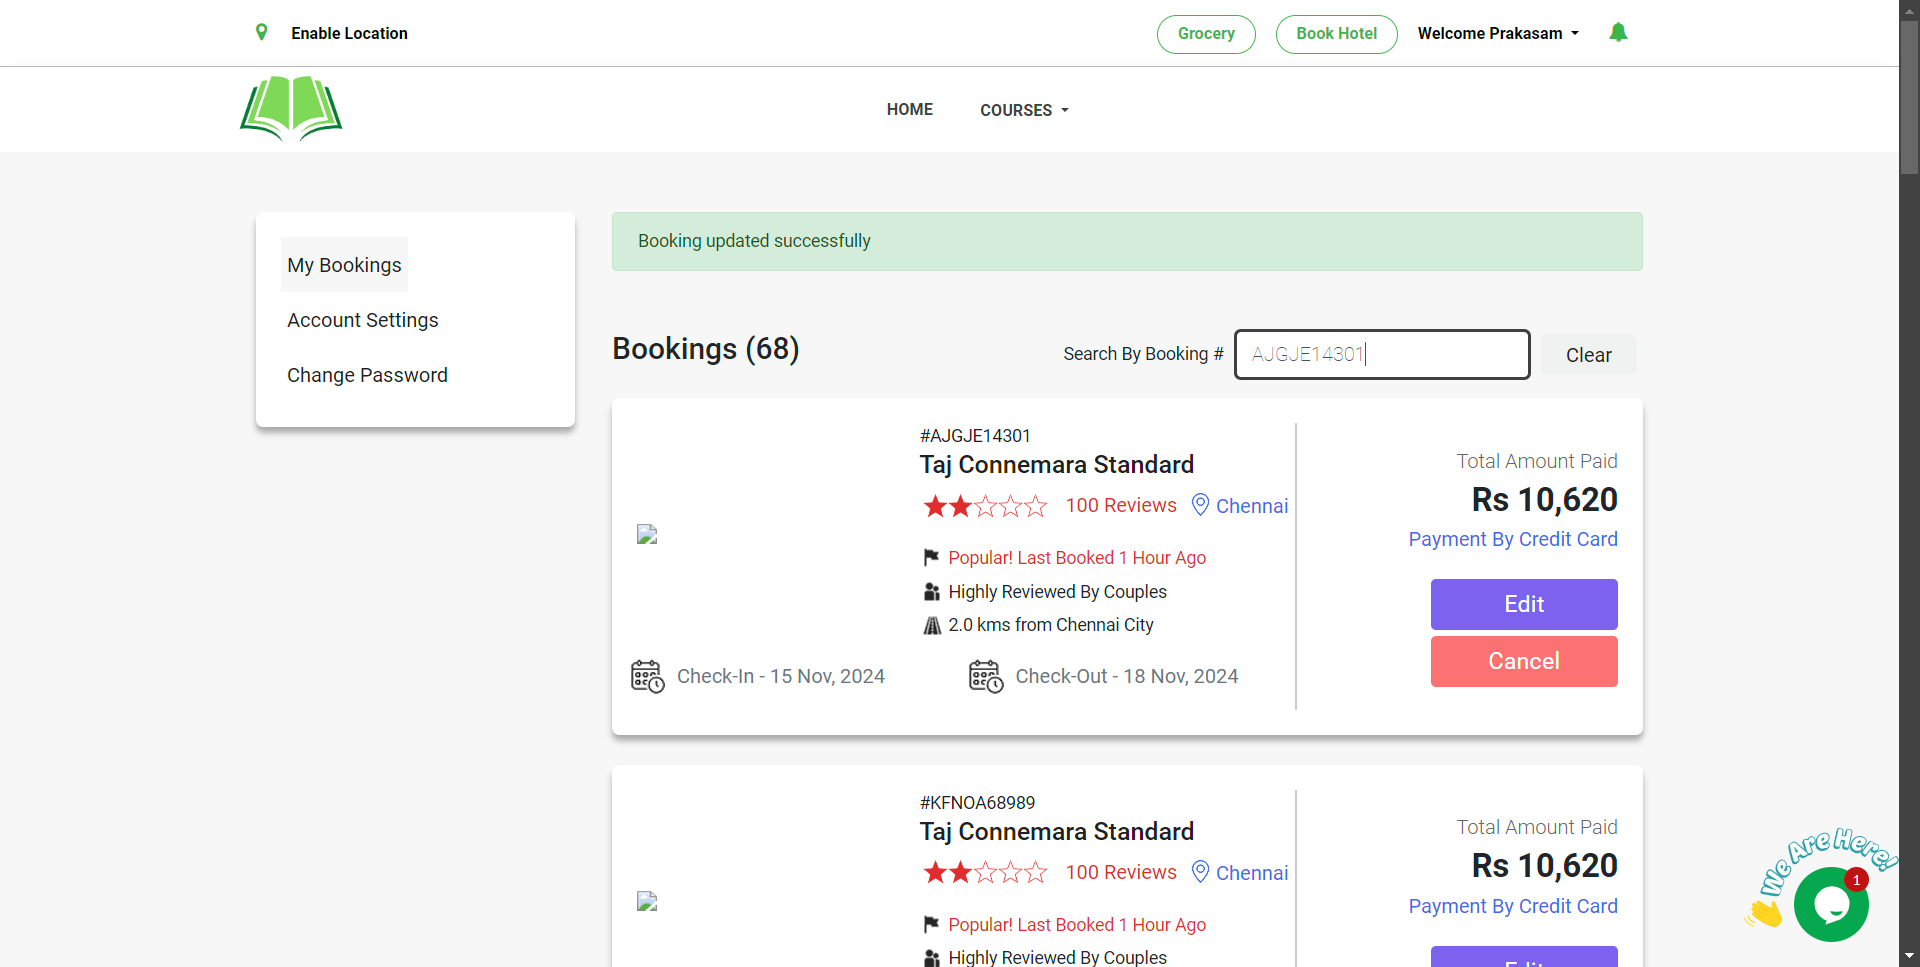 Enable Location
Grocery
Book Hotel
Welcome Prakasam
HOME
COURSES
My Bookings
Account Settings
Change Password
Booking updated successfully
Bookings (68)
Search By Booking #
AJGJE14301
Clear
#AJGJE14301
Taj Connemara Standard
100 Reviews
Chennai
Popular! Last Booked 1 Hour Ago
Highly Reviewed By Couples
2.0 kms from Chennai City
Check-In - 15 Nov, 2024
Check-Out - 18 Nov, 2024
Total Amount Paid
Rs 10,620
Payment By Credit Card
Edit
Cancel
#KFNOA68989
Taj Connemara Standard
100 Reviews
Chennai
Popular! Last Booked 1 Hour Ago
Highly Reviewed By Couples
Total Amount Paid
Rs 10,620
Payment By Credit Card
Edit
We Are Here!
1